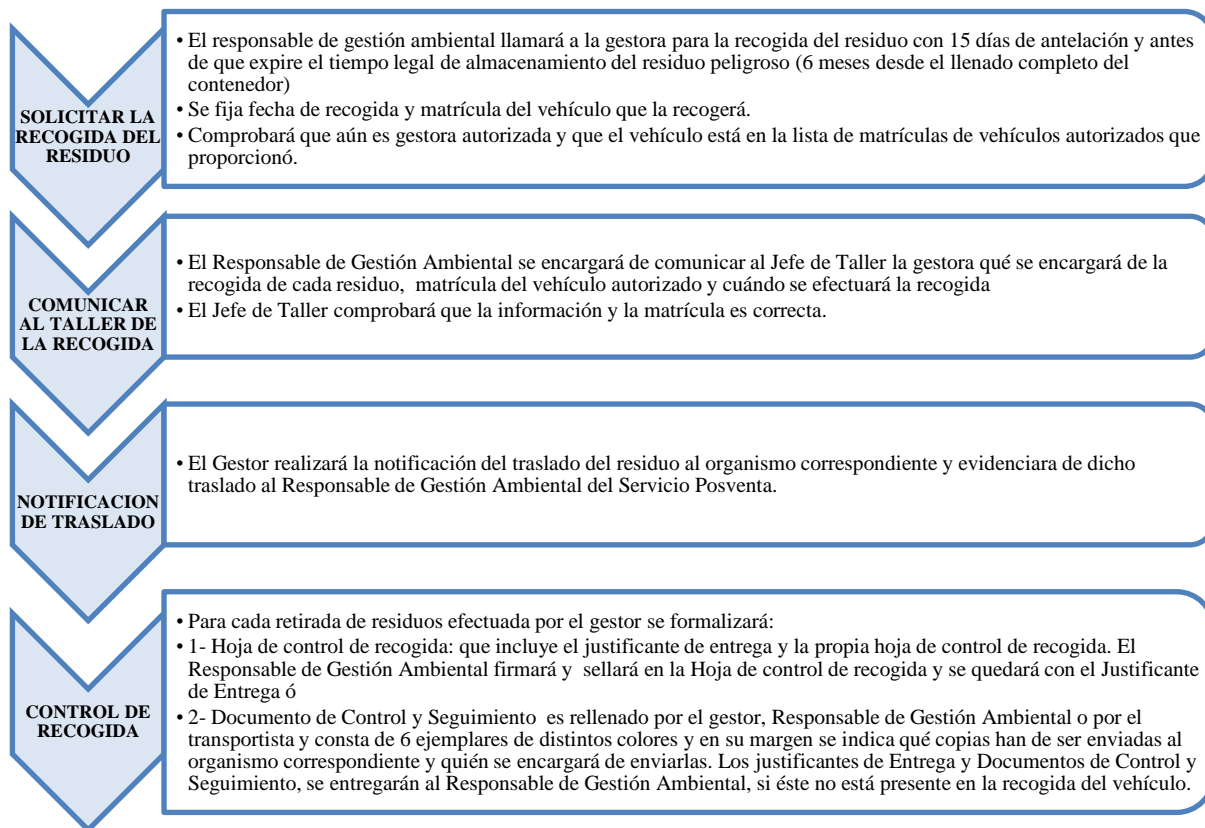 SOLICITAR LA
RECOGIDA DEL
RESIDUO
• El responsable de gestión ambiental llamará a la gestora para la recogida del residuo con 15 días de antelación y antes
de que expire el tiempo legal de almacenamiento del residuo peligroso (6 meses desde el llenado completo del
contenedor)
• Se fija fecha de recogida y matrícula del vehículo que la recogerá.
• Comprobará que aún es gestora autorizada y que el vehículo está en la lista de matrículas de vehículos autorizados que
proporcionó.
COMUNICAR
AL TALLER DE
LA RECOGIDA
• El Responsable de Gestión Ambiental se encargará de comunicar al Jefe de Taller la gestora qué se encargará de la
recogida de cada residuo, matrícula del vehículo autorizado y cuándo se efectuará la recogida
• El Jefe de Taller comprobará que la información y la matrícula es correcta.
NOTIFICACION
DE TRASLADO
• El Gestor realizará la notificación del traslado del residuo al organismo correspondiente y evidenciara de dicho
traslado al Responsable de Gestión Ambiental del Servicio Posventa.
CONTROL DE
RECOGIDA
• Para cada retirada de residuos efectuada por el gestor se formalizará:
• 1- Hoja de control de recogida: que incluye el justificante de entrega y la propia hoja de control de recogida. El
Responsable de Gestión Ambiental firmará y sellará en la Hoja de control de recogida y se quedará con el Justificante
de Entrega ó
• 2- Documento de Control y Seguimiento es rellenado por el gestor, Responsable de Gestión Ambiental o por el
transportista y consta de 6 ejemplares de distintos colores y en su margen se indica qué copias han de ser enviadas al
organismo correspondiente y quién se encargará de enviarlas. Los justificantes de Entrega y Documentos de Control y
Seguimiento, se entregarán al Responsable de Gestión Ambiental, si éste no está presente en la recogida del vehículo.